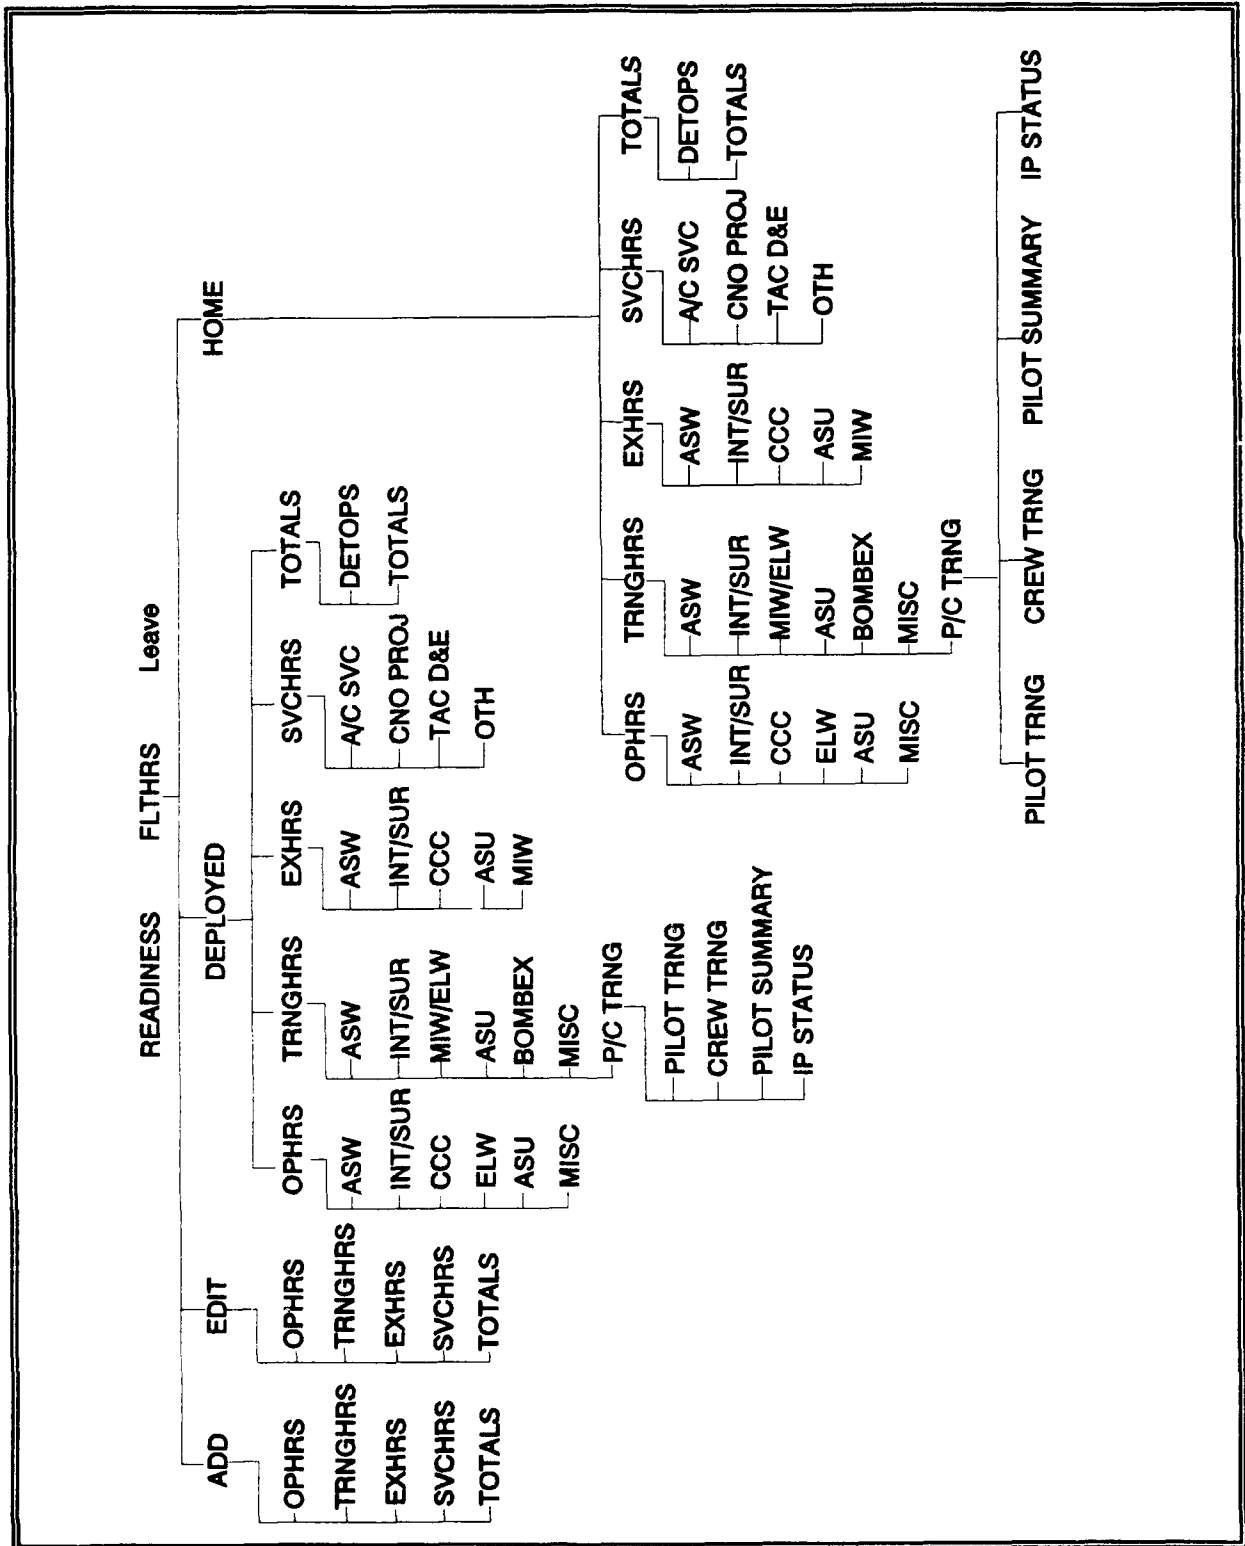 READINESS FLTHRS Leave
ADD
OPHRS
TRNGHRS
EXHRS
SVCHRS
TOTALS
EDIT
OPHRS
TRNGHRS
EXHRS
SVCHRS
TOTALS
DEPLOYED
OPHRS
ASW
INT/SUR
CCC
ELW
ASU
MISC
TRNGHRS
ASW
INT/SUR
MIW/ELW
ASU
BOMBEX
MISC
P/C TRNG
PILOT TRNG
CREW TRNG
PILOT SUMMARY
IP STATUS
EXHRS
ASW
INT/SUR
CCC
ASU
MIW
SVCHRS
A/C SVC
CNO PROJ
TAC D&E
OTH
TOTALS
DETOPS
TOTALS
HOME
OPHRS
ASW
INT/SUR
CCC
ELW
ASU
MISC
TRNGHRS
ASW
INT/SUR
MIW/ELW
ASU
BOMBEX
MISC
P/C TRNG
EXHRS
ASW
INT/SUR
CCC
ASU
MIW
SVCHRS
A/C SVC
CNO PROJ
TAC D&E
OTH
TOTALS
DETOPS
TOTALS
PILOT TRNG
CREW TRNG
PILOT SUMMARY
IP STATUS